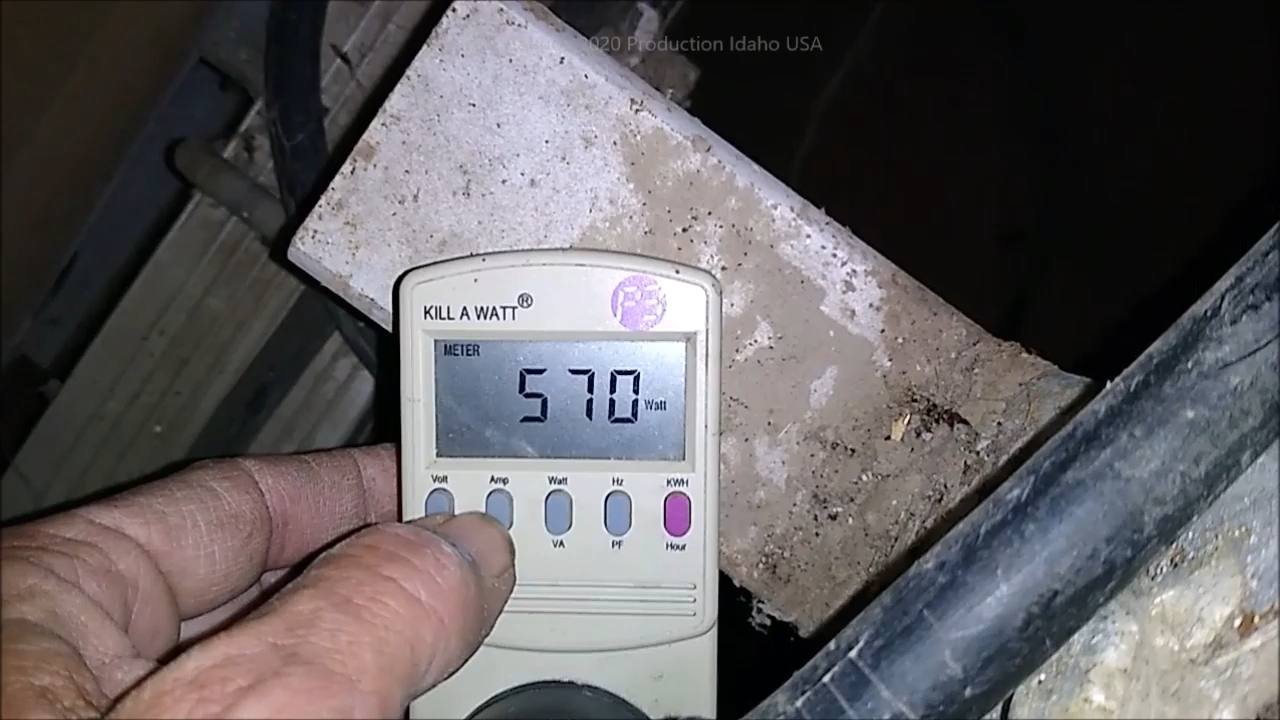 020 Production Idaho USA
KILL A WATT®
METER
570 Watt
Volt Amp Watt Hz KWH
VA PF Hour